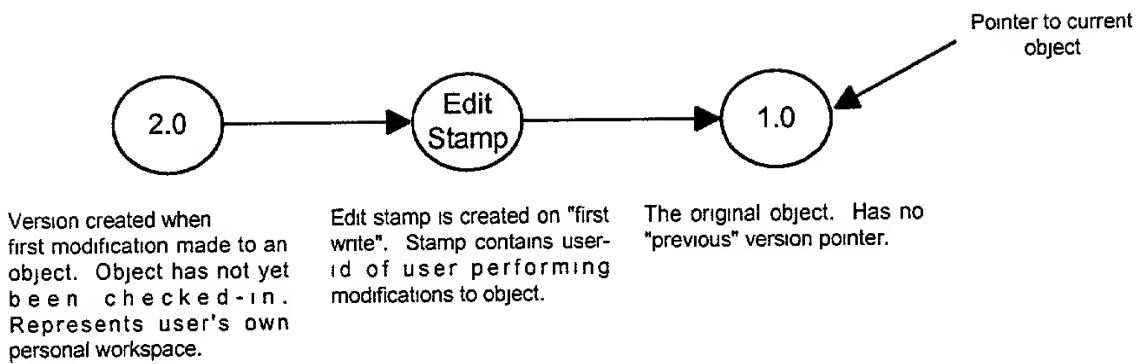 Pointer to current
object
2.0
Edit
Stamp
1.0
Version created when
first modification made to an
object. Object has not yet
been checked-in.
Represents user's own
personal workspace.
Edit stamp is created on "first
write". Stamp contains user-
id of user performing
modifications to object.
The original object. Has no
"previous" version pointer.